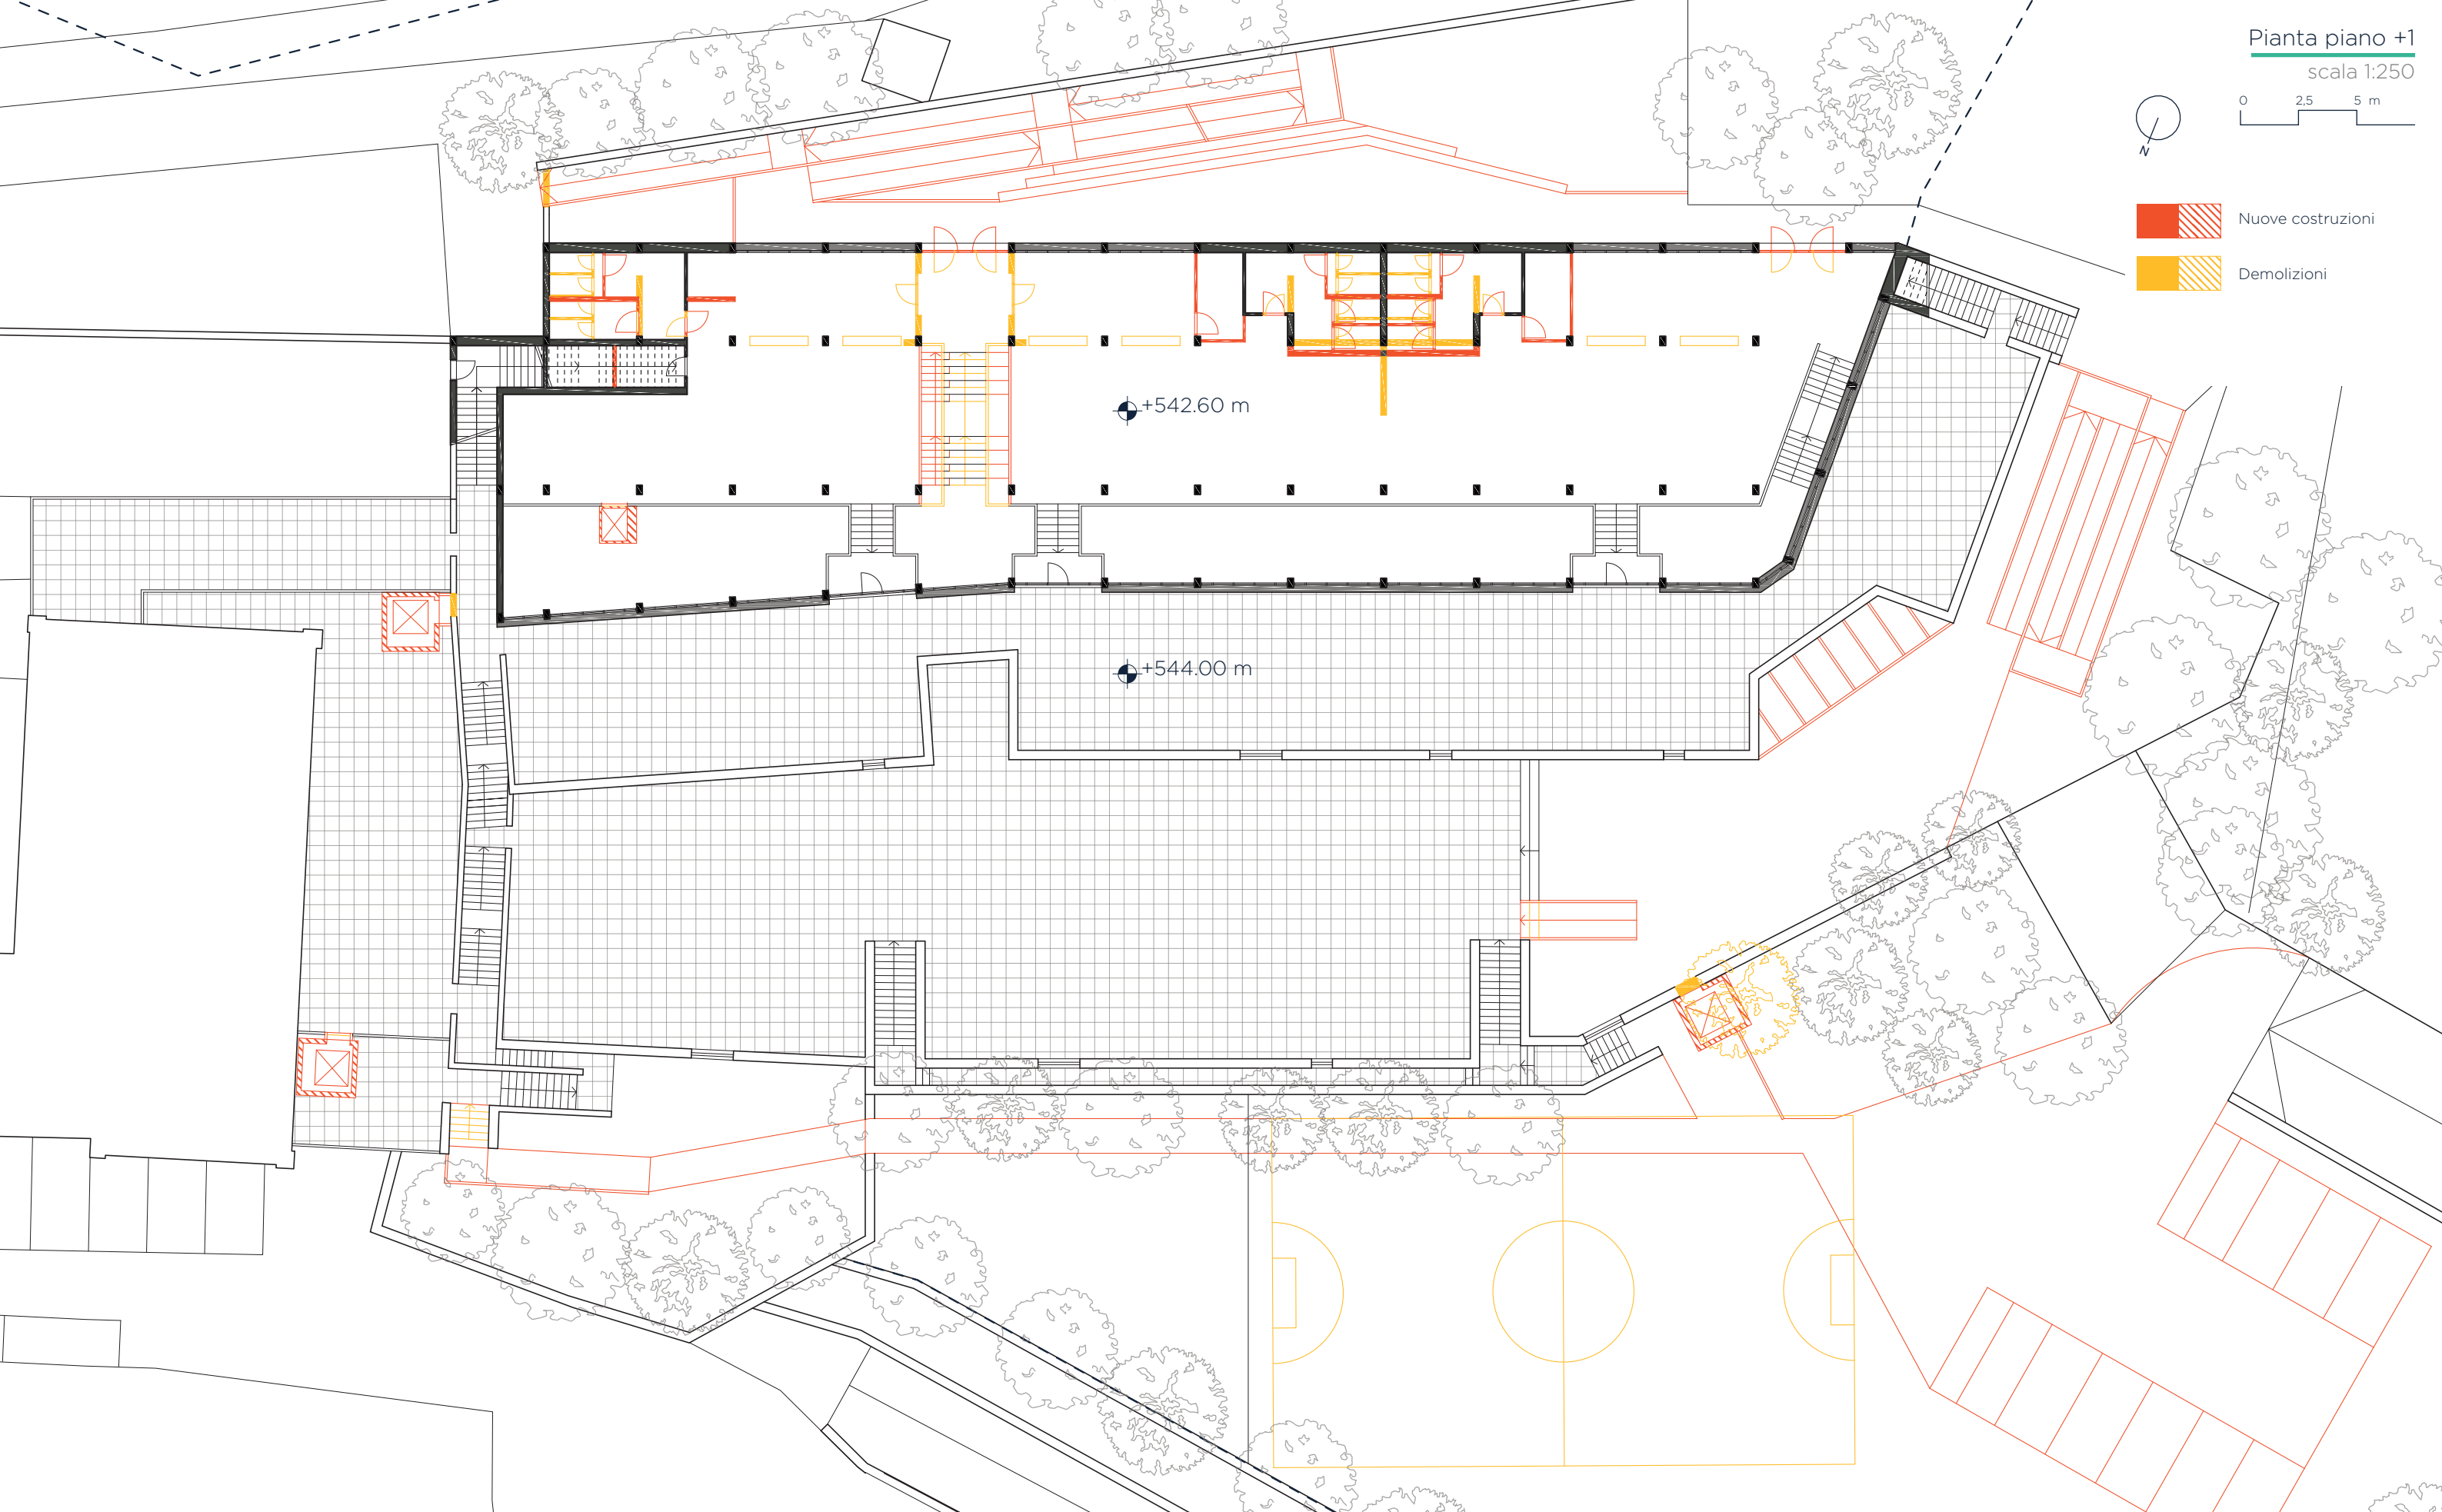 Pianta piano +1
scala 1:250
0 2,5 5 m
N
Nuove costruzioni
Demolizioni
+542.60 m
+544.00 m